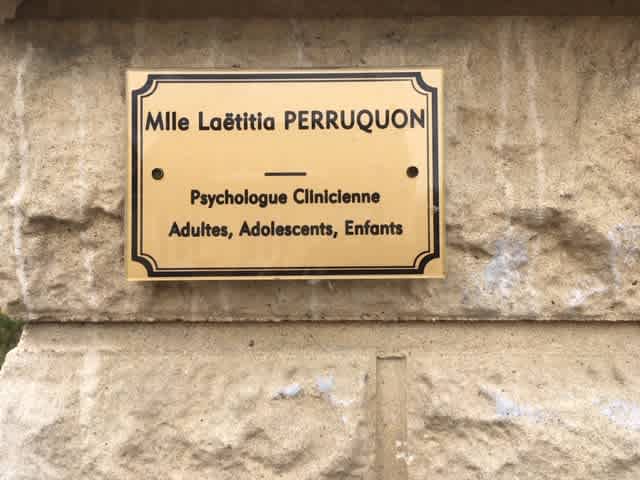 Mlle Laëtitia PERRUQUON
Psychologue Clinicienne
Adultes, Adolescents, Enfants